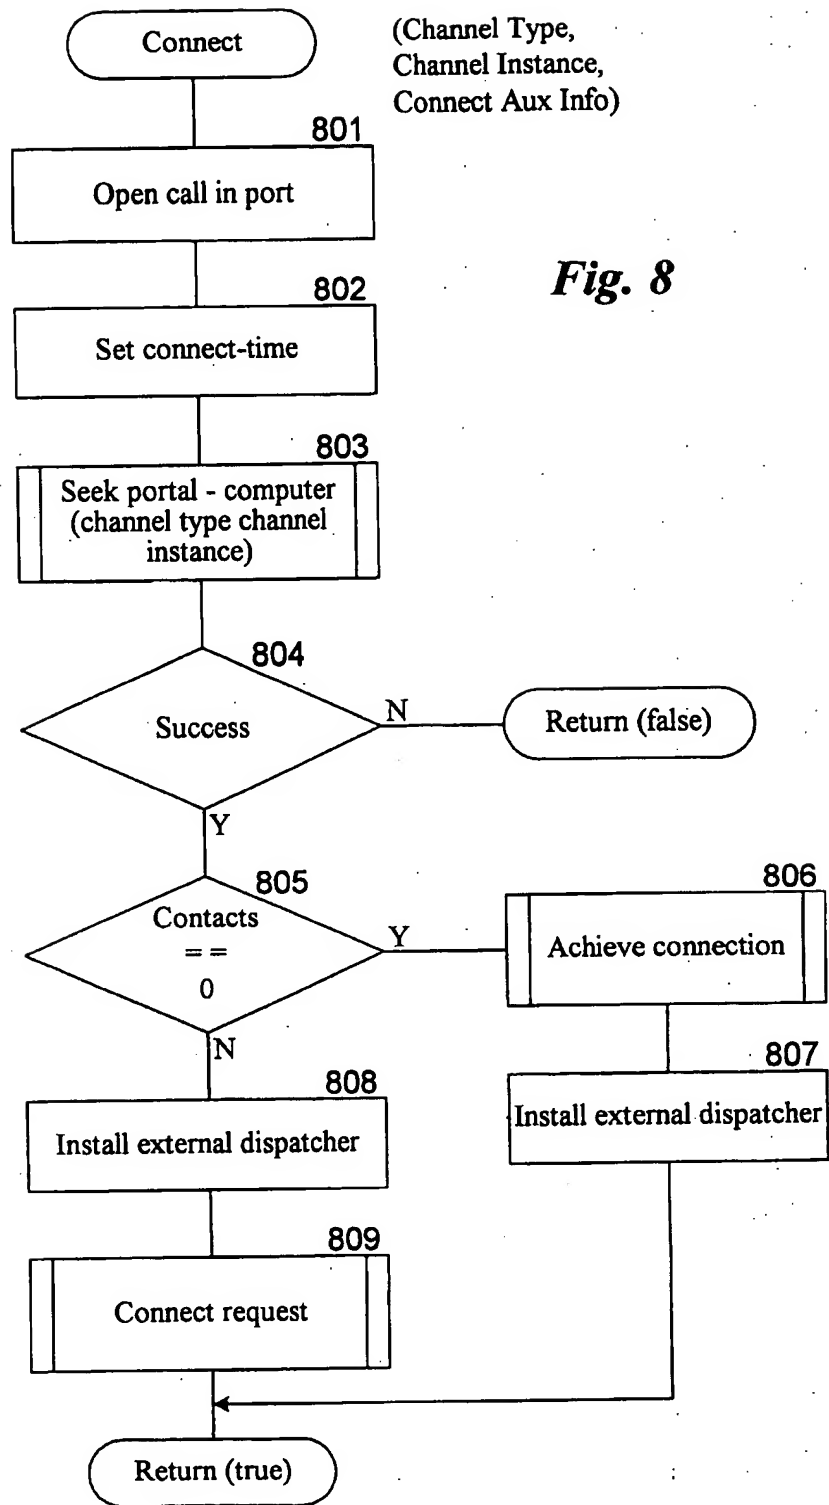 Connect
(Channel Type,
Channel Instance,
Connect Aux Info)
801
Open call in port
Fig. 8
802
Set connect-time
803
Seek portal - computer
(channel type channel
instance)
804
Success
N
Return (false)
Y
805
Contacts
= =
0
Y
806
Achieve connection
N
807
Install external dispatcher
808
Install external dispatcher
809
Connect request
Return (true)